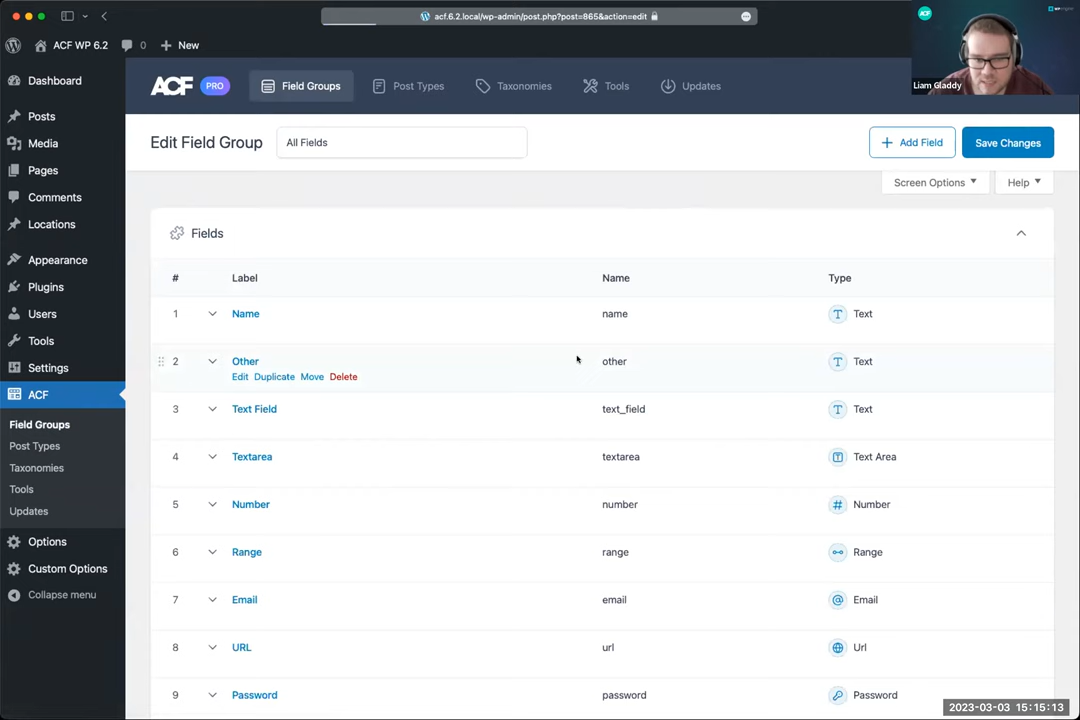 acf.6.2.local/wp-admin/post.php?post=865&action=edit
ACF
Liam Gladdy
ACF WP 6.2
0
New
ACF PRO
Field Groups
Post Types
Taxonomies
Tools
Updates
Dashboard
Posts
Media
Pages
Comments
Locations
Appearance
Plugins
Users
Tools
Settings
ACF
Field Groups
Post Types
Taxonomies
Tools
Updates
Options
Custom Options
Collapse menu
Edit Field Group
All Fields
Add Field
Save Changes
Screen Options
Help
Fields
# Label Name Type
1 Name name Text
2 Other other Text
Edit Duplicate Move Delete
3 Text Field text_field Text
4 Textarea textarea Text Area
5 Number number Number
6 Range range Range
7 Email email Email
8 URL url Url
9 Password password Password
2023-03-03 15:15:13